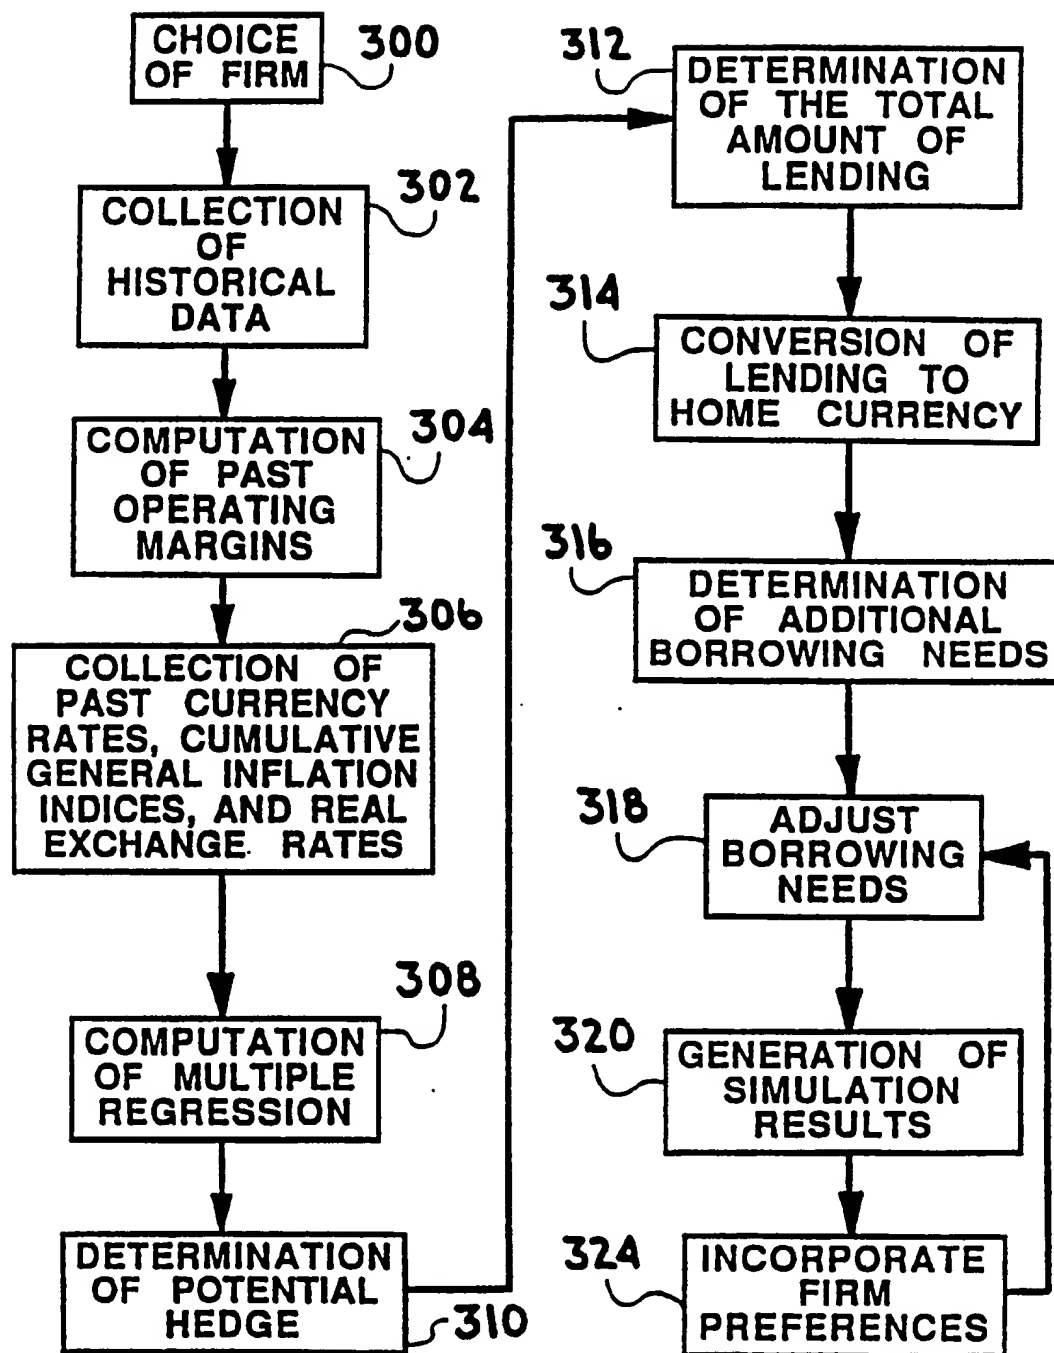 CHOICE
OF FIRM
300
COLLECTION
OF
HISTORICAL
DATA
302
COMPUTATION
OF PAST
OPERATING
MARGINS
304
306
COLLECTION OF
PAST CURRENCY
RATES, CUMULATIVE
GENERAL INFLATION
INDICES, AND REAL
EXCHANGE RATES
308
COMPUTATION
OF MULTIPLE
REGRESSION
DETERMINATION
OF POTENTIAL
HEDGE
310
312
DETERMINATION
OF THE TOTAL
AMOUNT OF
LENDING
314
CONVERSION OF
LENDING TO
HOME CURRENCY
316
DETERMINATION
OF ADDITIONAL
BORROWING NEEDS
318
ADJUST
BORROWING
NEEDS
320
GENERATION OF
SIMULATION
RESULTS
324
INCORPORATE
FIRM
PREFERENCES